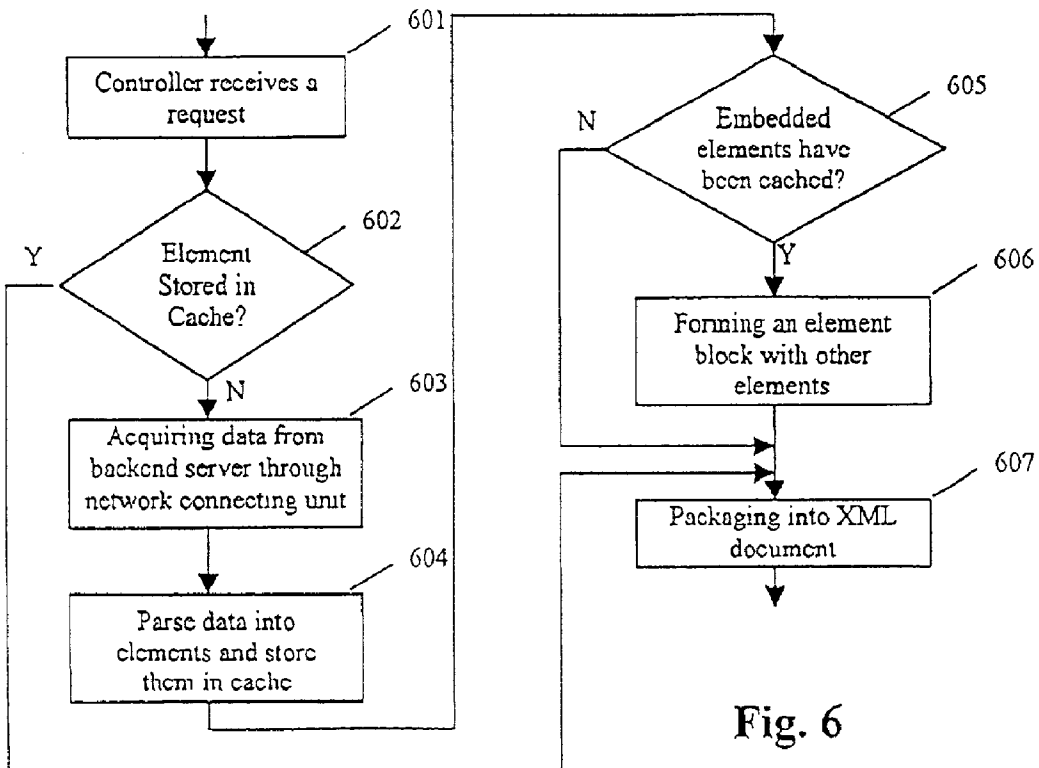 601
Controller receives a
request
602
Y
Element
Stored in
Cache?
N
603
Acquiring data from
backend server through
network connecting unit
604
Parse data into
elements and store
them in cache
605
N
Embedded
elements have
been cached?
Y
606
Forming an element
block with other
elements
607
Packaging into XML
document
Fig. 6